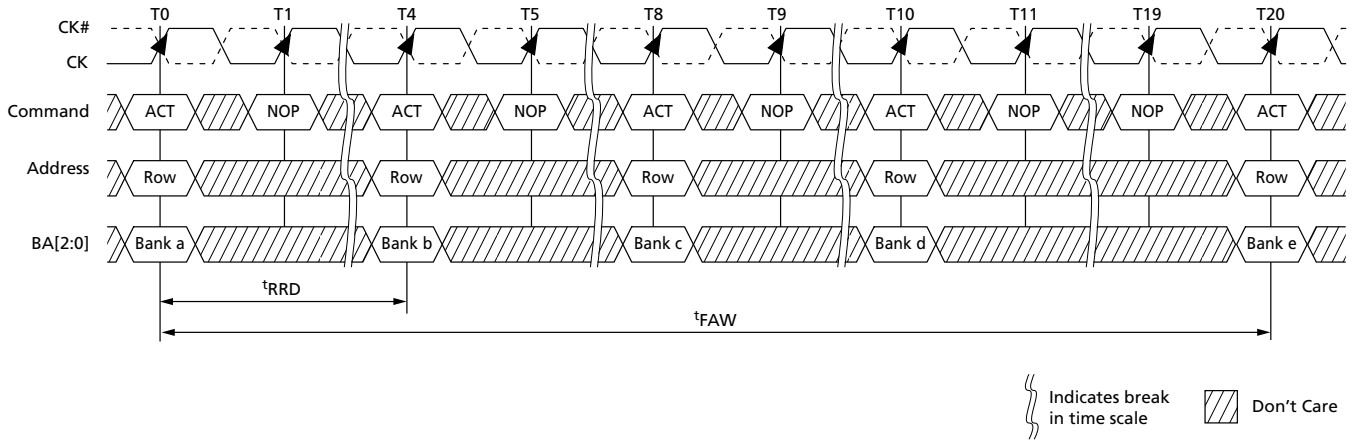 T0 T1 T4 T5 T8 T9 T10 T11 T19 T20
CK#
CK
Command ACT NOP ACT NOP ACT NOP ACT NOP NOP ACT
Address Row Row Row Row Row
BA[2:0] Bank a Bank b Bank c Bank d Bank e
tRRD
tFAW
Indicates break
in time scale
Don't Care